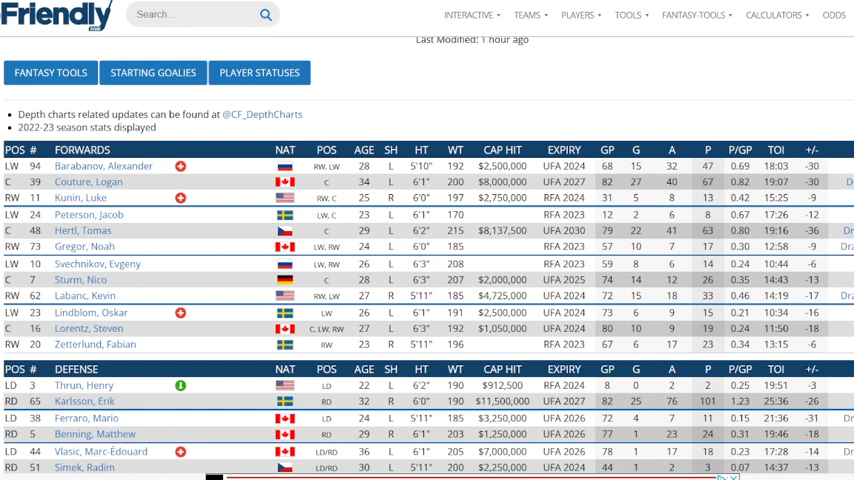 Friendly Search... INTERACTIVE TEAMS PLAYERS TOOLS FANTASY-TOOLS CALCULATORS ODDS
Last Modified: 1 hour ago
FANTASY TOOLS STARTING GOALIES PLAYER STATUSES
Depth charts related updates can be found at @CF_DepthCharts
2022-23 season stats displayed
POS # FORWARDS NAT POS AGE SH HT WT CAP HIT EXPIRY GP G A P P/GP TOI +/-
LW 94 Barabanov, Alexander RW, LW 28 L 5'10" 192 $2,500,000 UFA 2024 68 15 32 47 0.69 18:03 -30
C 39 Couture, Logan C 34 L 6'1" 200 $8,000,000 UFA 2027 82 27 40 67 0.82 19:07 -30 D
RW 11 Kunin, Luke RW, C 25 R 6'0" 197 $2,750,000 RFA 2024 31 5 8 13 0.42 15:25 -9
LW 24 Peterson, Jacob LW, C 23 L 6'1" 170 RFA 2023 12 2 6 8 0.67 17:26 -12
C 48 Hertl, Tomas C 29 L 6'2" 215 $8,137,500 UFA 2030 79 22 41 63 0.80 19:16 -36 Dr
RW 73 Gregor, Noah LW, RW 24 L 6'0" 185 RFA 2023 57 10 7 17 0.30 12:58 -9
LW 10 Svechnikov, Evgeny LW, RW 26 L 6'3" 208 RFA 2023 59 8 6 14 0.24 10:44 -6
C 7 Sturm, Nico C 28 L 6'3" 207 $2,000,000 UFA 2025 74 14 12 26 0.35 14:43 -13
RW 62 Labanc, Kevin RW, LW 27 R 5'11" 185 $4,725,000 UFA 2024 72 15 18 33 0.46 14:19 -17 Dra
LW 23 Lindblom, Oskar LW 26 L 6'1" 192 $2,500,000 UFA 2024 73 6 9 15 0.21 10:34 -16
C 16 Lorentz, Steven C, LW, RW 27 L 6'3" 192 $1,050,000 UFA 2024 80 10 9 19 0.24 11:50 -18
RW 20 Zetterlund, Fabian RW 23 R 5'11" 196 RFA 2023 67 6 17 23 0.34 13:15 -6
POS # DEFENSE NAT POS AGE SH HT WT CAP HIT EXPIRY GP G A P P/GP TOI +/-
LD 3 Thrun, Henry LD 22 L 6'2" 190 $912,500 RFA 2024 8 0 2 2 0.25 19:51 -3
RD 65 Karlsson, Erik RD 32 R 6'0" 190 $11,500,000 UFA 2027 82 25 76 101 1.23 25:36 -26
LD 38 Ferraro, Mario LD 24 L 5'11" 185 $3,250,000 UFA 2026 72 4 7 11 0.15 21:36 -31 Dr
RD 5 Benning, Matthew RD 29 R 6'1" 203 $1,250,000 UFA 2026 77 1 23 24 0.31 19:46 -18
LD 44 Vlasic, Marc-Édouard LD/RD 36 L 6'1" 205 $7,000,000 UFA 2026 78 1 17 18 0.23 17:28 -14 Dr
RD 51 Simek, Radim LD/RD 30 L 5'11" 200 $2,250,000 UFA 2024 44 1 2 3 0.07 14:37 -13